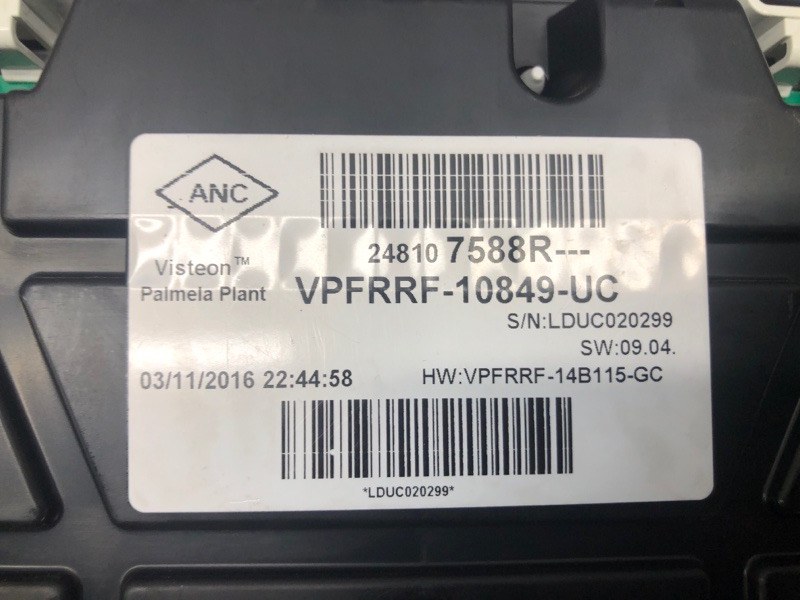 ANC
24810 7588R---
Visteon™
Palmela Plant
VPFRRF-10849-UC
S/N:LDUC020299
SW:09.04.
03/11/2016 22:44:58
HW:VPFRRF-14B115-GC
*LDUC020299*